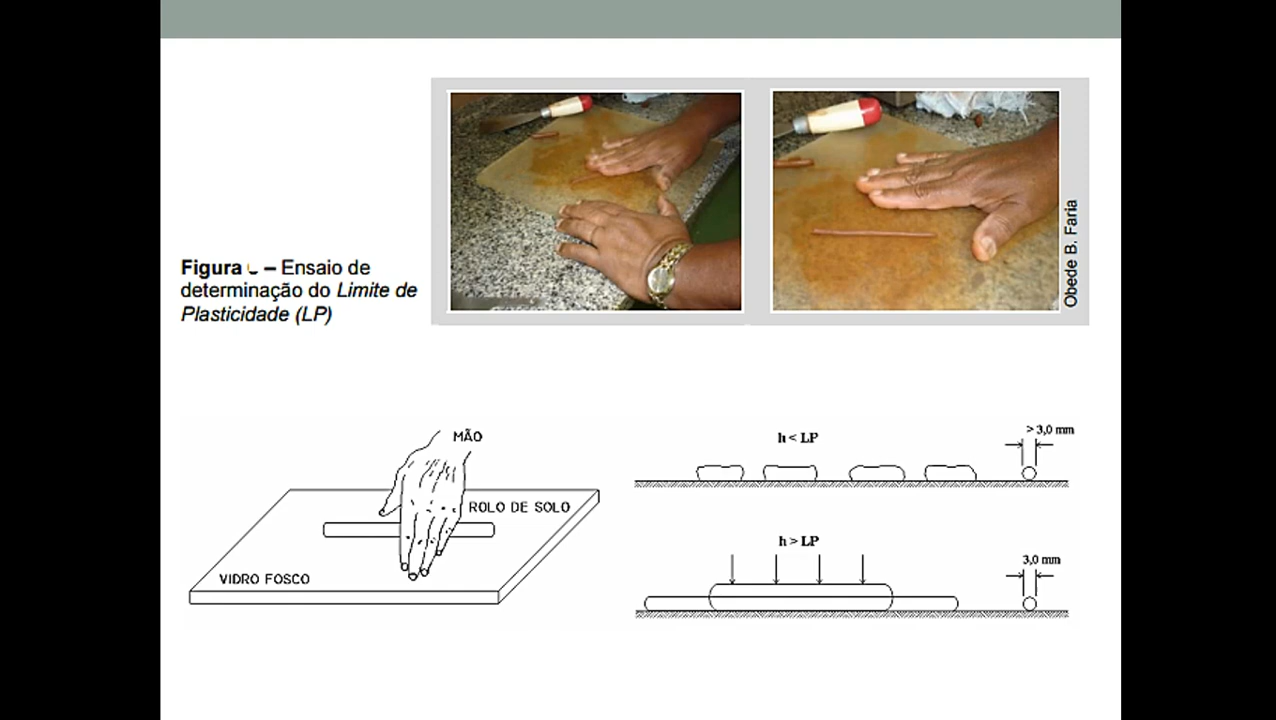 Figura – Ensaio de
determinação do Limite de
Plasticidade (LP)
Obede B. Faria
MÃO
ROLO DE SOLO
VIDRO FOSCO
h < LP
> 3,0 mm
h > LP
3,0 mm